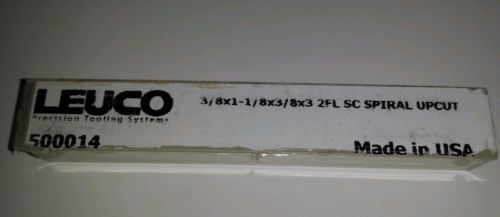 LEUCO
Precision Tooling Systems
500014
3/8x1-1/8x3/8x3 2FL SC SPIRAL UPCUT
Made in USA